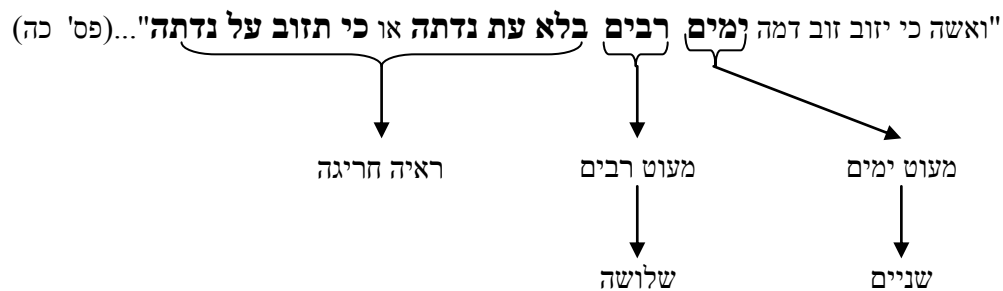 "ואשה כי יזוב זוב דמה ימים רבים בלא עת נדתה או כי תזוב על נדתה"...(פס' כה)
מעוט ימים מעוט רבים ראיה חריגה
שניים שלושה